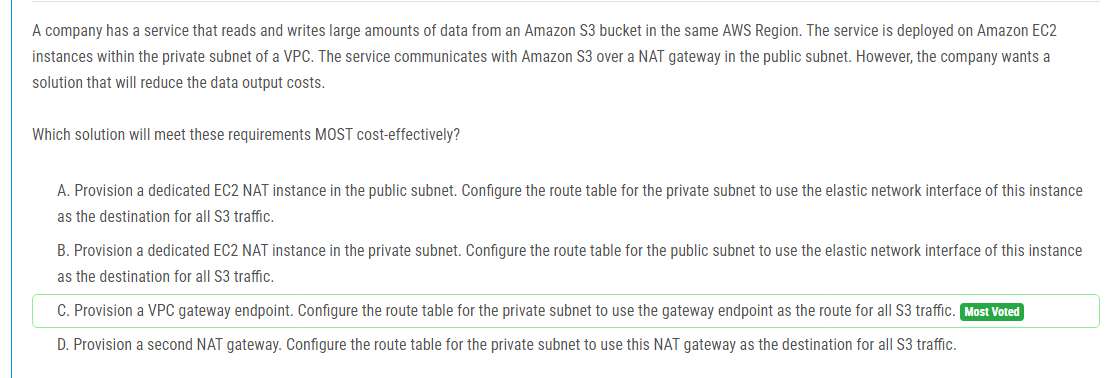 A company has a service that reads and writes large amounts of data from an Amazon S3 bucket in the same AWS Region. The service is deployed on Amazon EC2
instances within the private subnet of a VPC. The service communicates with Amazon S3 over a NAT gateway in the public subnet. However, the company wants a
solution that will reduce the data output costs.
Which solution will meet these requirements MOST cost-effectively?
A. Provision a dedicated EC2 NAT instance in the public subnet. Configure the route table for the private subnet to use the elastic network interface of this instance
as the destination for all S3 traffic.
B. Provision a dedicated EC2 NAT instance in the private subnet. Configure the route table for the public subnet to use the elastic network interface of this instance
as the destination for all S3 traffic.
C. Provision a VPC gateway endpoint. Configure the route table for the private subnet to use the gateway endpoint as the route for all S3 traffic. Most Voted
D. Provision a second NAT gateway. Configure the route table for the private subnet to use this NAT gateway as the destination for all S3 traffic.